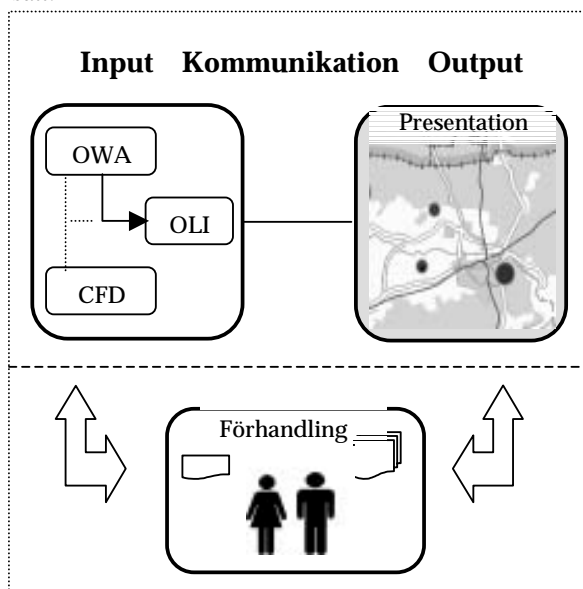 Input Kommunikation Output
Presentation
OWA
OLI
CFD
Förhandling